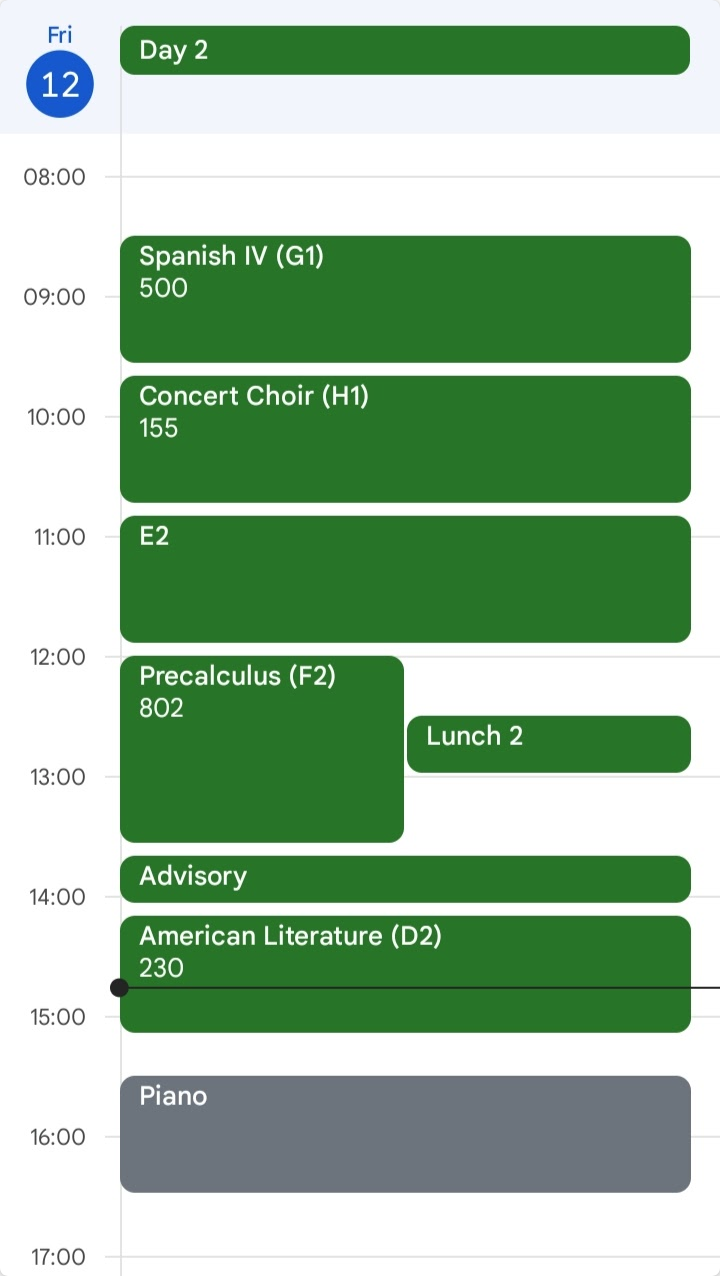 Fri
12
Day 2
08:00
Spanish IV (G1)
500
09:00
Concert Choir (H1)
10:00
155
11:00
E2
12:00
Precalculus (F2)
802
Lunch 2
13:00
Advisory
14:00
American Literature (D2)
230
15:00
Piano
16:00
17:00